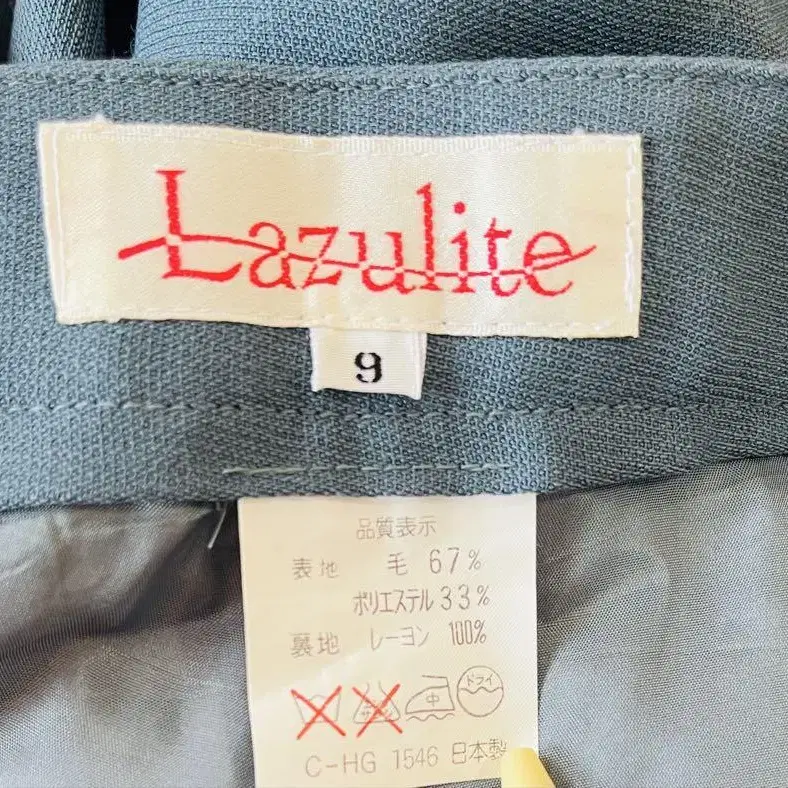 Lazulite
9
品質表示
表地 毛 67%
ポリエステル 33%
裏地 レーヨン 100%
中 ドライ
C-HG 1546 日本製